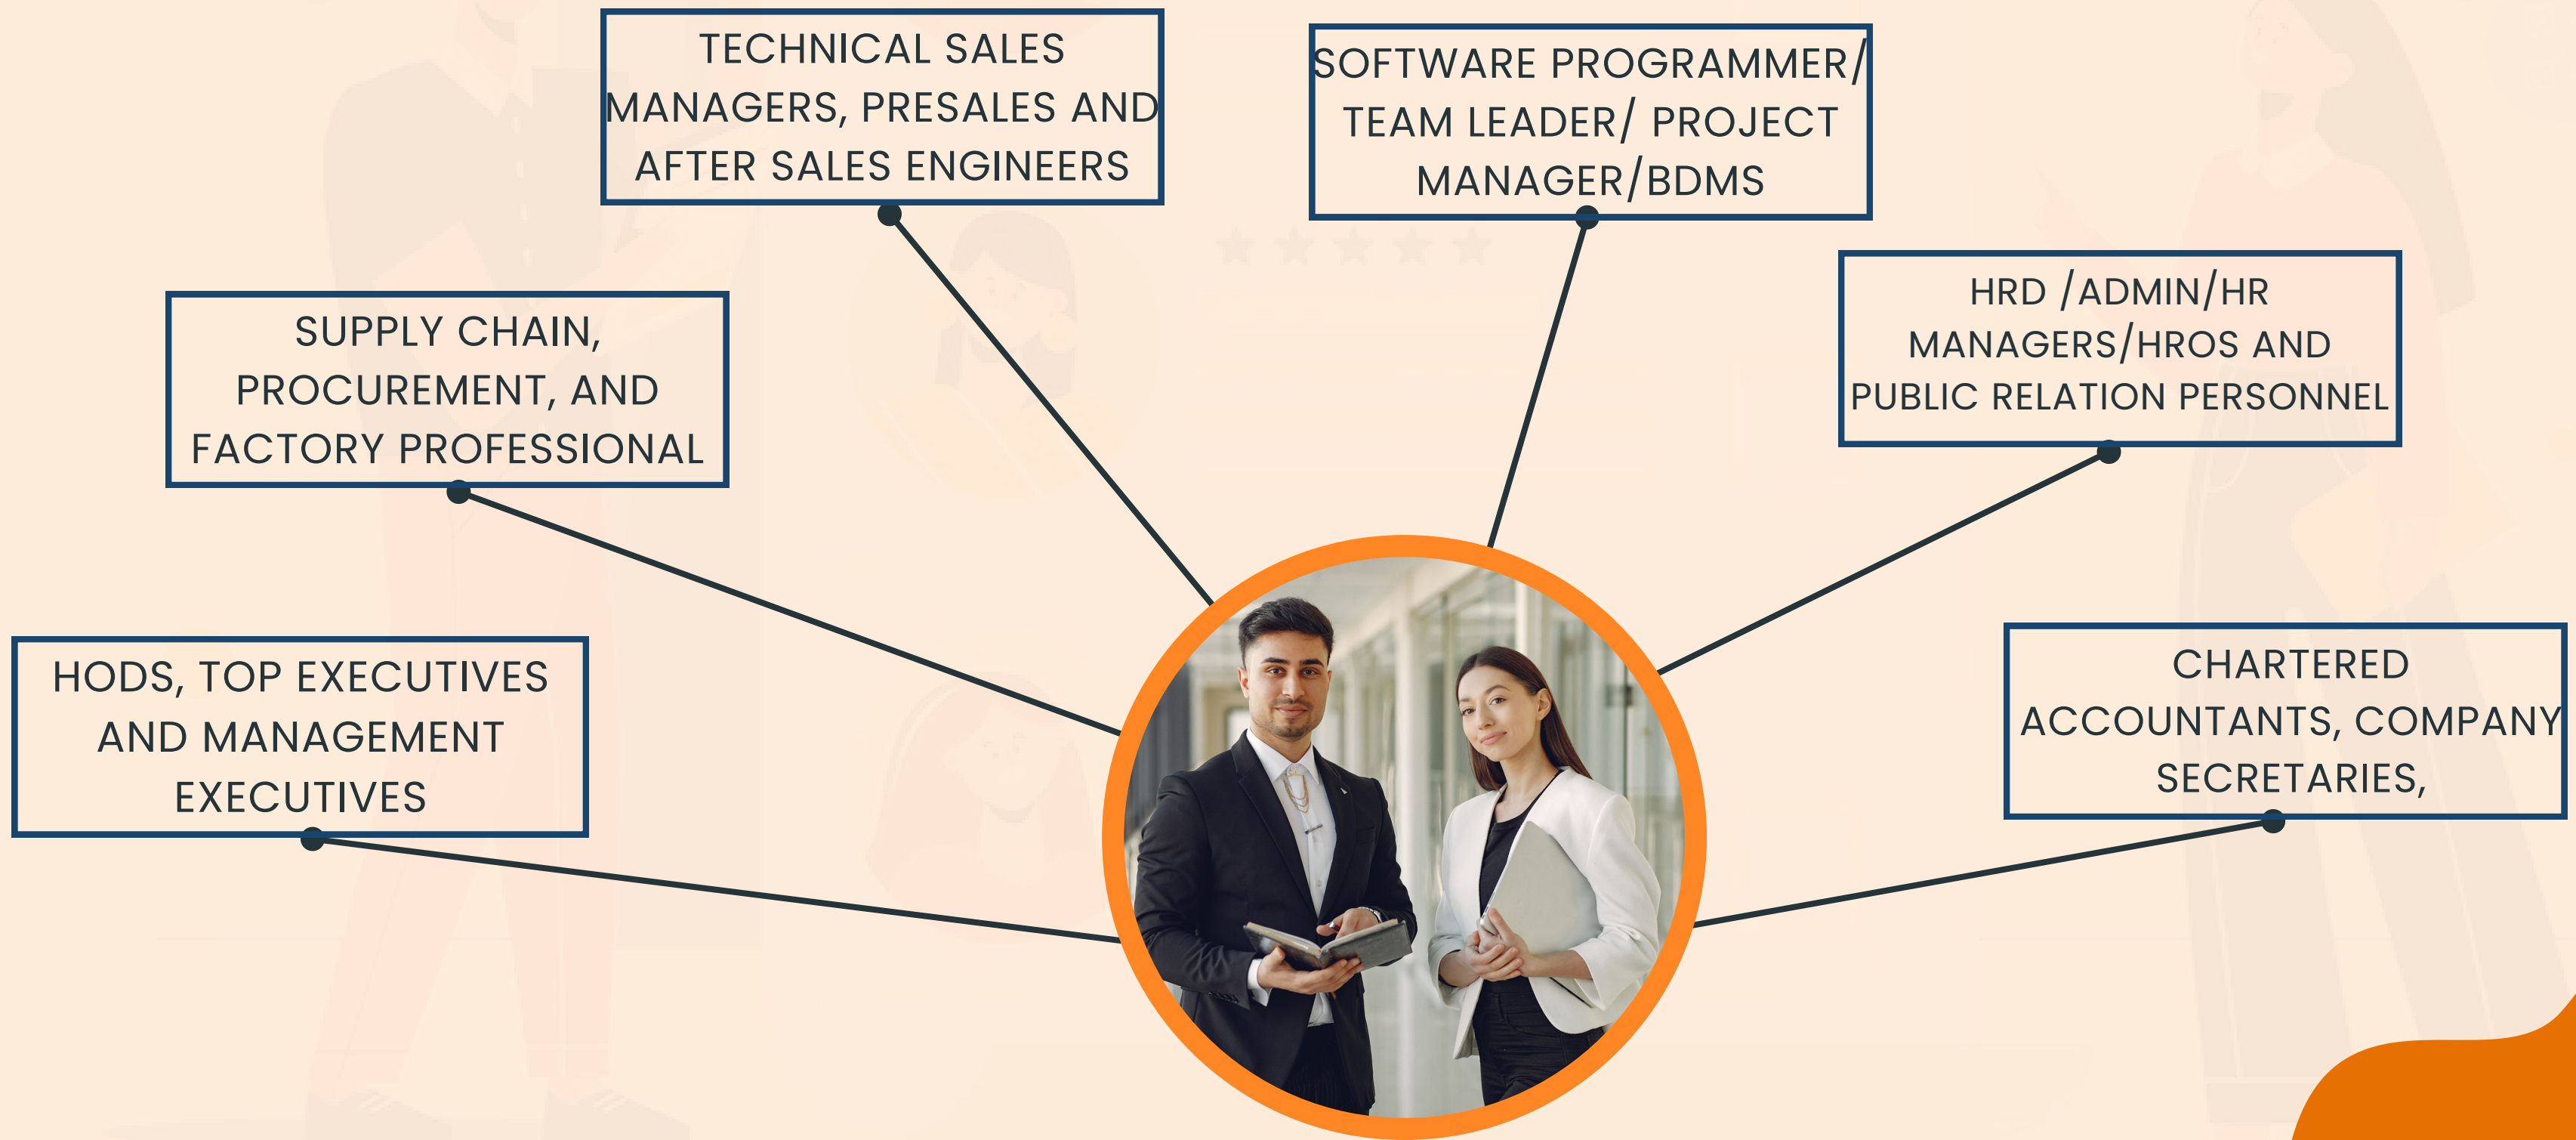 TECHNICAL SALES
MANAGERS, PRESALES AND
AFTER SALES ENGINEERS
SOFTWARE PROGRAMMER/
TEAM LEADER/ PROJECT
MANAGER/BDMS
SUPPLY CHAIN,
PROCUREMENT, AND
FACTORY PROFESSIONAL
HRD /ADMIN/HR
MANAGERS/HROS AND
PUBLIC RELATION PERSONNEL
HODS, TOP EXECUTIVES
AND MANAGEMENT
EXECUTIVES
CHARTERED
ACCOUNTANTS, COMPANY
SECRETARIES,